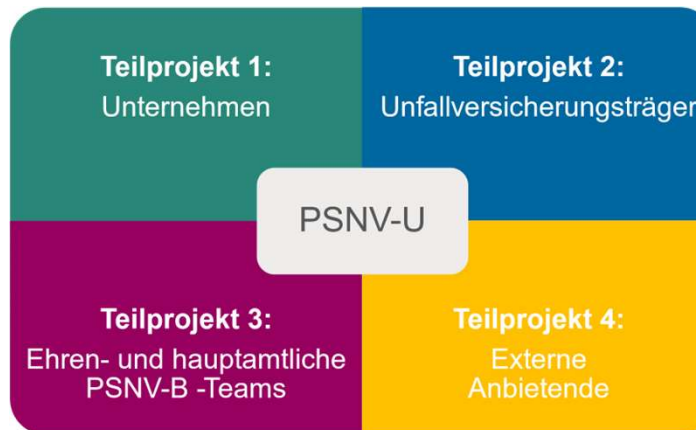 Teilprojekt 1:
Unternehmen
Teilprojekt 2:
Unfallversicherungsträger
PSNV-U
Teilprojekt 3:
Ehren- und hauptamtliche
PSNV-B -Teams
Teilprojekt 4:
Externe
Anbietende